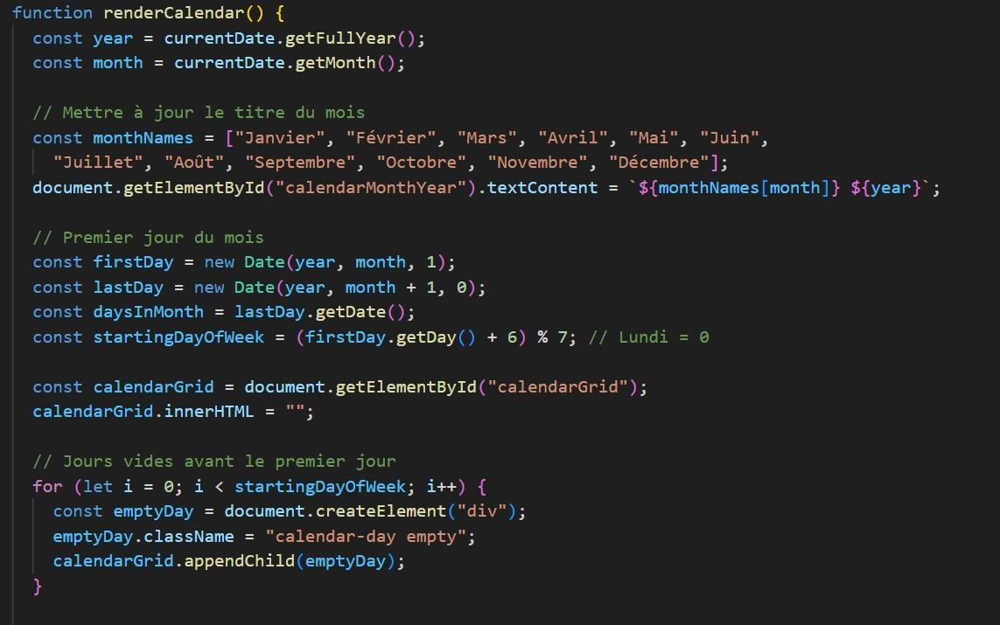 function renderCalendar() {
const year = currentDate.getFullYear();
const month = currentDate.getMonth();
// Mettre à jour le titre du mois
const monthNames = ["Janvier", "Février", "Mars", "Avril", "Mai", "Juin",
"Juillet", "Août", "Septembre", "Octobre", "Novembre", "Décembre"];
document.getElementById("calendarMonthYear").textContent = `${monthNames[month]} ${year}`;
// Premier jour du mois
const firstDay = new Date(year, month, 1);
const lastDay = new Date(year, month + 1, 0);
const daysInMonth = lastDay.getDate();
const startingDayOfWeek = (firstDay.getDay() + 6) % 7; // Lundi = 0
const calendarGrid = document.getElementById("calendarGrid");
calendarGrid.innerHTML = "";
// Jours vides avant le premier jour
for (let i = 0; i < startingDayOfWeek; i++) {
const emptyDay = document.createElement("div");
emptyDay.className = "calendar-day empty";
calendarGrid.appendChild(emptyDay);
}